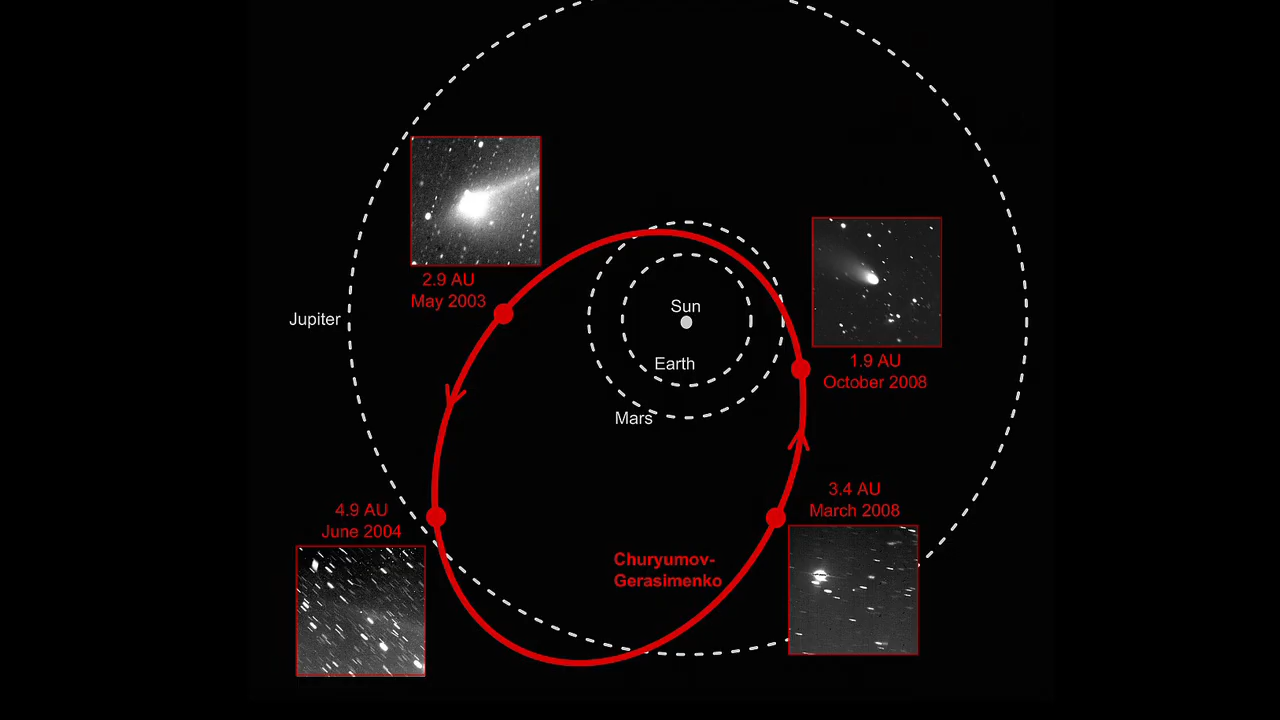 2.9 AU
May 2003
Jupiter
Sun
Earth
Mars
1.9 AU
October 2008
4.9 AU
June 2004
3.4 AU
March 2008
Churyumov-
Gerasimenko